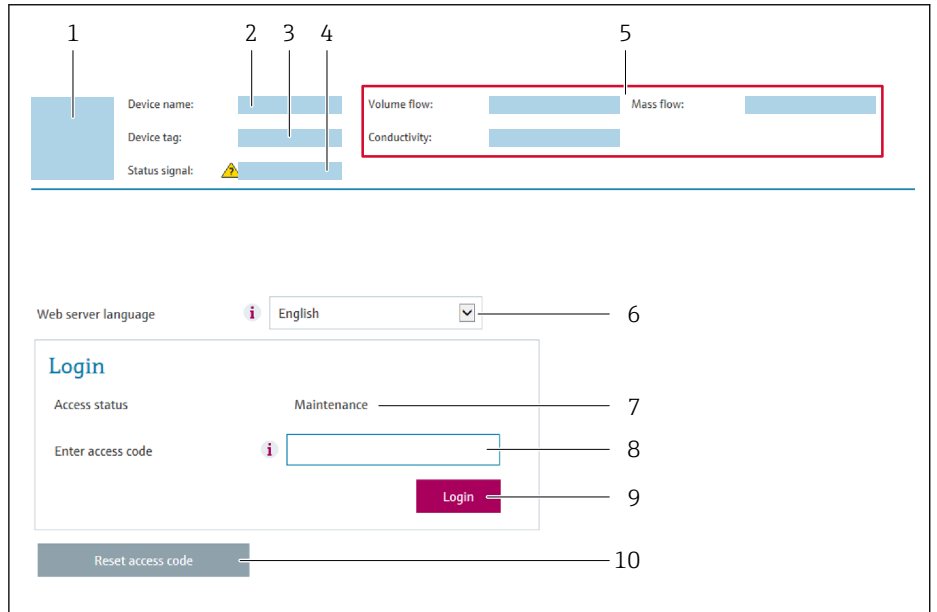 1 2 3 4 5
Device name: Volume flow: Mass flow:
Device tag: Conductivity:
Status signal: ?
Web server language i English 6
Login
Access status Maintenance 7
Enter access code i 8
Login 9
Reset access code 10